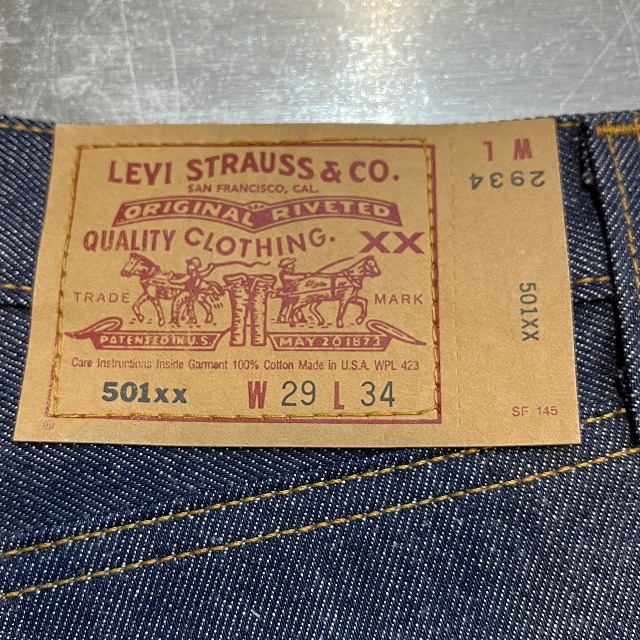 LEVI STRAUSS & CO.
SAN FRANCISCO, CAL.
ORIGINAL RIVETED
QUALITY CLOTHING. XX
TRADE MARK
PATENTED IN U.S. MAY 20 1873
Care Instructions Inside Garment 100% Cotton Made in U.S.A. WPL 423
501xx W 29 L 34
®
W L
2934
501XX
SF 145